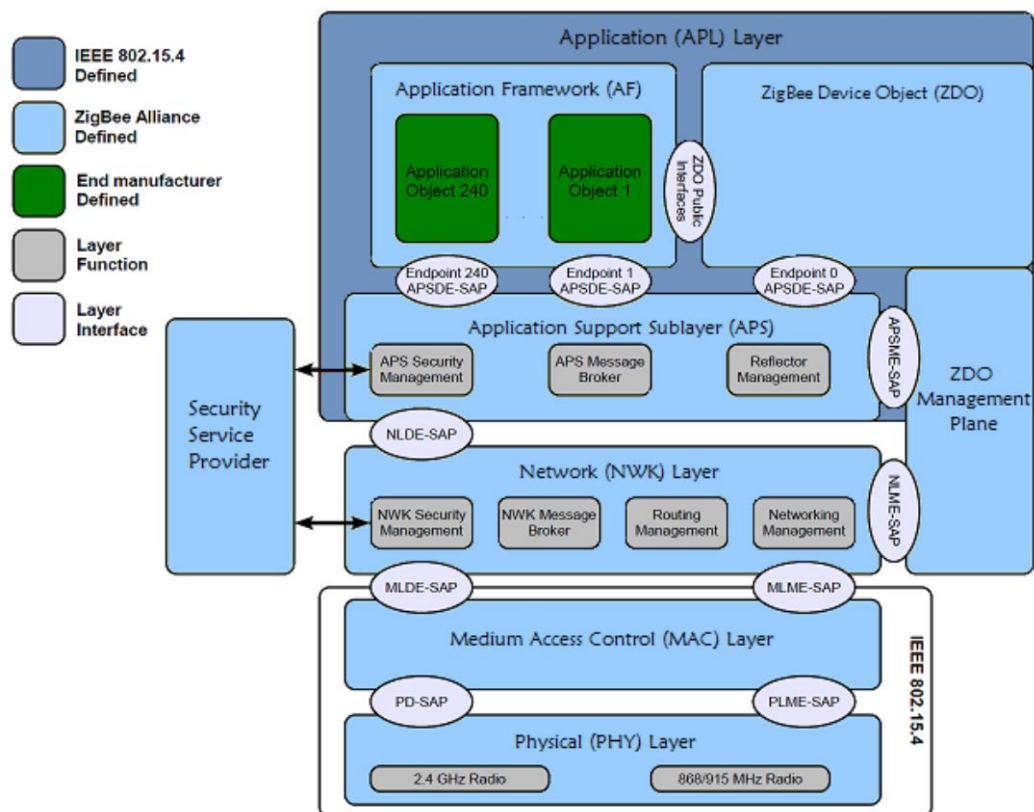 IEEE 802.15.4
Defined
ZigBee Alliance
Defined
End manufacturer
Defined
Layer
Function
Layer
Interface
Application (APL) Layer
Application Framework (AF)
ZigBee Device Object (ZDO)
Application
Object 240
. . . .
Application
Object 1
ZDO Public
Interfaces
Endpoint 240
APSDE-SAP
Endpoint 1
APSDE-SAP
Endpoint 0
APSDE-SAP
Application Support Sublayer (APS)
APS Security
Management
APS Message
Broker
Reflector
Management
APSME-SAP
ZDO
Management
Plane
Security
Service
Provider
NLDE-SAP
Network (NWK) Layer
NWK Security
Management
NWK Message
Broker
Routing
Management
Networking
Management
NLME-SAP
MLDE-SAP
MLME-SAP
Medium Access Control (MAC) Layer
IEEE 802.15.4
PD-SAP
PLME-SAP
Physical (PHY) Layer
2.4 GHz Radio
868/915 MHz Radio